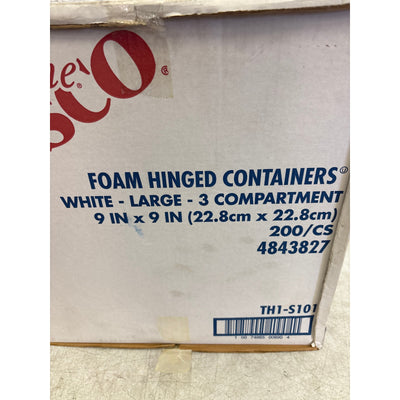 FOAM HINGED CONTAINERS®
WHITE - LARGE - 3 COMPARTMENT
9 IN x 9 IN (22.8cm x 22.8cm)
200/CS
4843827
TH1-S101